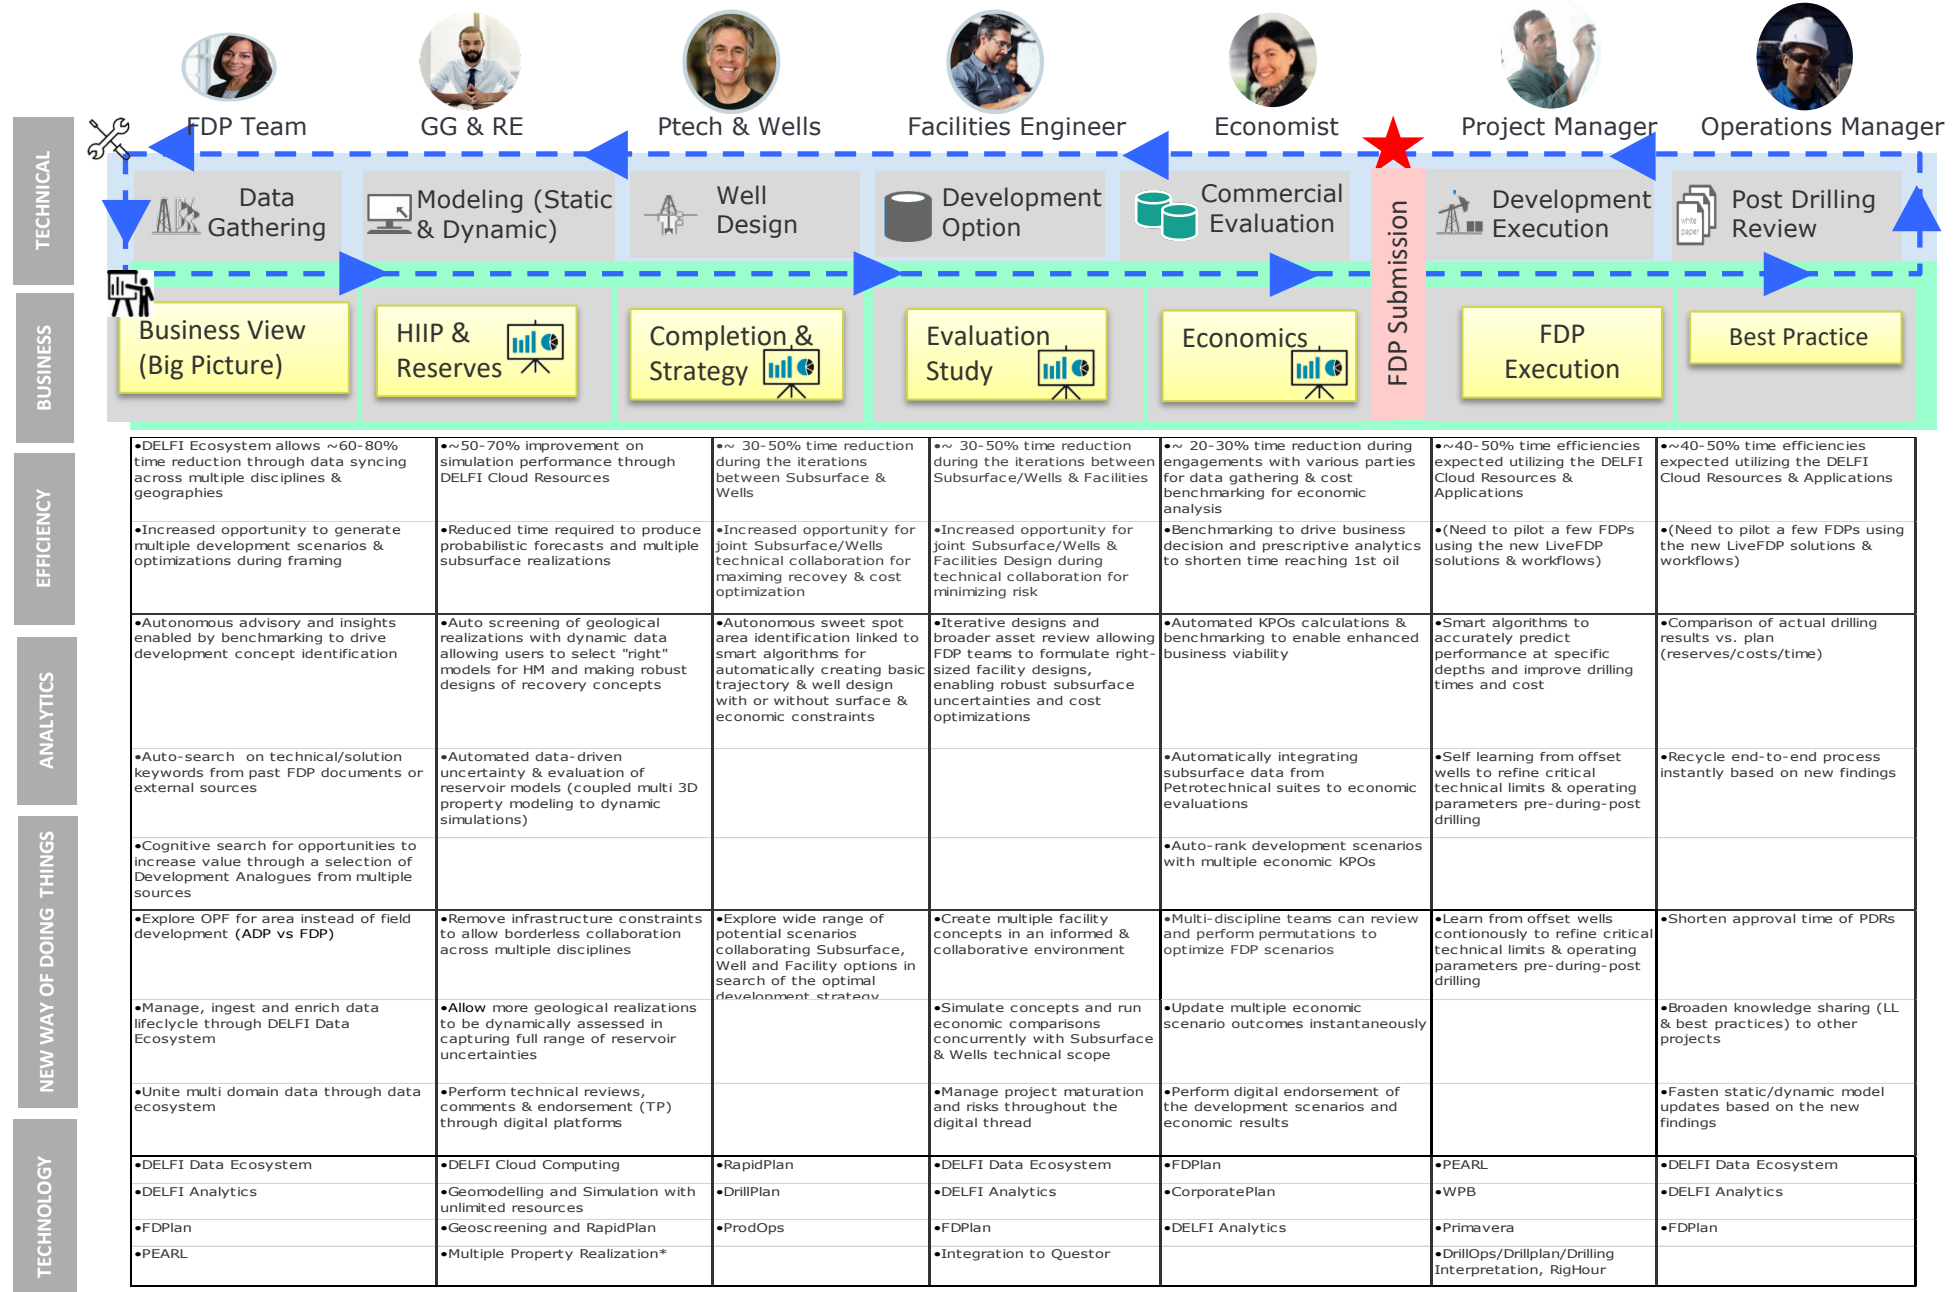 FDP Team
GG & RE
Ptech & Wells
Facilities Engineer
Economist
Project Manager
Operations Manager
TECHNICAL
Data
Gathering
Modeling (Static
& Dynamic)
Well
Design
Development
Option
Commercial
Evaluation
FDP Submission
Development
Execution
white
paper
Post Drilling
Review
BUSINESS
Business View
(Big Picture)
HIIP &
Reserves
Completion &
Strategy
Evaluation
Study
Economics
FDP
Execution
Best Practice
EFFICIENCY
•DELFI Ecosystem allows ~60-80%
time reduction through data syncing
across multiple disciplines &
geographies
•~50-70% improvement on
simulation performance through
DELFI Cloud Resources
•~ 30-50% time reduction
during the iterations
between Subsurface &
Wells
•~ 30-50% time reduction
during the iterations between
Subsurface/Wells & Facilities
•~ 20-30% time reduction during
engagements with various parties
for data gathering & cost
benchmarking for economic
analysis
•~40-50% time efficiencies
expected utilizing the DELFI
Cloud Resources &
Applications
•~40-50% time efficiencies
expected utilizing the DELFI
Cloud Resources & Applications
•Increased opportunity to generate
multiple development scenarios &
optimizations during framing
•Reduced time required to produce
probabilistic forecasts and multiple
subsurface realizations
•Increased opportunity for
joint Subsurface/Wells
technical collaboration for
maximing recovey & cost
optimization
•Increased opportunity for
joint Subsurface/Wells &
Facilities Design during
technical collaboration for
minimizing risk
•Benchmarking to drive business
decision and prescriptive analytics
to shorten time reaching 1st oil
•(Need to pilot a few FDPs
using the new LiveFDP
solutions & workflows)
•(Need to pilot a few FDPs using
the new LiveFDP solutions &
workflows)
ANALYTICS
•Autonomous advisory and insights
enabled by benchmarking to drive
development concept identification
•Auto screening of geological
realizations with dynamic data
allowing users to select "right"
models for HM and making robust
designs of recovery concepts
•Autonomous sweet spot
area identification linked to
smart algorithms for
automatically creating basic
trajectory & well design
with or without surface &
economic constraints
•Iterative designs and
broader asset review allowing
FDP teams to formulate right-
sized facility designs,
enabling robust subsurface
uncertainties and cost
optimizations
•Automated KPOs calculations &
benchmarking to enable enhanced
business viability
•Smart algorithms to
accurately predict
performance at specific
depths and improve drilling
times and cost
•Comparison of actual drilling
results vs. plan
(reserves/costs/time)
•Auto-search on technical/solution
keywords from past FDP documents or
external sources
•Automated data-driven
uncertainty & evaluation of
reservoir models (coupled multi 3D
property modeling to dynamic
simulations)
•Automatically integrating
subsurface data from
Petrotechnical suites to economic
evaluations
•Self learning from offset
wells to refine critical
technical limits & operating
parameters pre-during-post
drilling
•Recycle end-to-end process
instantly based on new findings
•Cognitive search for opportunities to
increase value through a selection of
Development Analogues from multiple
sources
•Auto-rank development scenarios
with multiple economic KPOs
NEW WAY OF DOING THINGS
•Explore OPF for area instead of field
development (ADP vs FDP)
•Remove infrastructure constraints
to allow borderless collaboration
across multiple disciplines
•Explore wide range of
potential scenarios
collaborating Subsurface,
Well and Facility options in
search of the optimal
development strategy
•Create multiple facility
concepts in an informed &
collaborative environment
•Multi-discipline teams can review
and perform permutations to
optimize FDP scenarios
•Learn from offset wells
contionously to refine critical
technical limits & operating
parameters pre-during-post
drilling
•Shorten approval time of PDRs
•Manage, ingest and enrich data
lifeclycle through DELFI Data
Ecosystem
•Allow more geological realizations
to be dynamically assessed in
capturing full range of reservoir
uncertainties
•Simulate concepts and run
economic comparisons
concurrently with Subsurface
& Wells technical scope
•Update multiple economic
scenario outcomes instantaneously
•Broaden knowledge sharing (LL
& best practices) to other
projects
•Unite multi domain data through data
ecosystem
•Perform technical reviews,
comments & endorsement (TP)
through digital platforms
•Manage project maturation
and risks throughout the
digital thread
•Perform digital endorsement of
the development scenarios and
economic results
•Fasten static/dynamic model
updates based on the new
findings
TECHNOLOGY
•DELFI Data Ecosystem
•DELFI Cloud Computing
•RapidPlan
•DELFI Data Ecosystem
•FDPlan
•PEARL
•DELFI Data Ecosystem
•DELFI Analytics
•Geomodelling and Simulation with
unlimited resources
•DrillPlan
•DELFI Analytics
•CorporatePlan
•WPB
•DELFI Analytics
•FDPlan
•Geoscreening and RapidPlan
•ProdOps
•FDPlan
•DELFI Analytics
•Primavera
•FDPlan
•PEARL
•Multiple Property Realization*
•Integration to Questor
•DrillOps/Drillplan/Drilling
Interpretation, RigHour